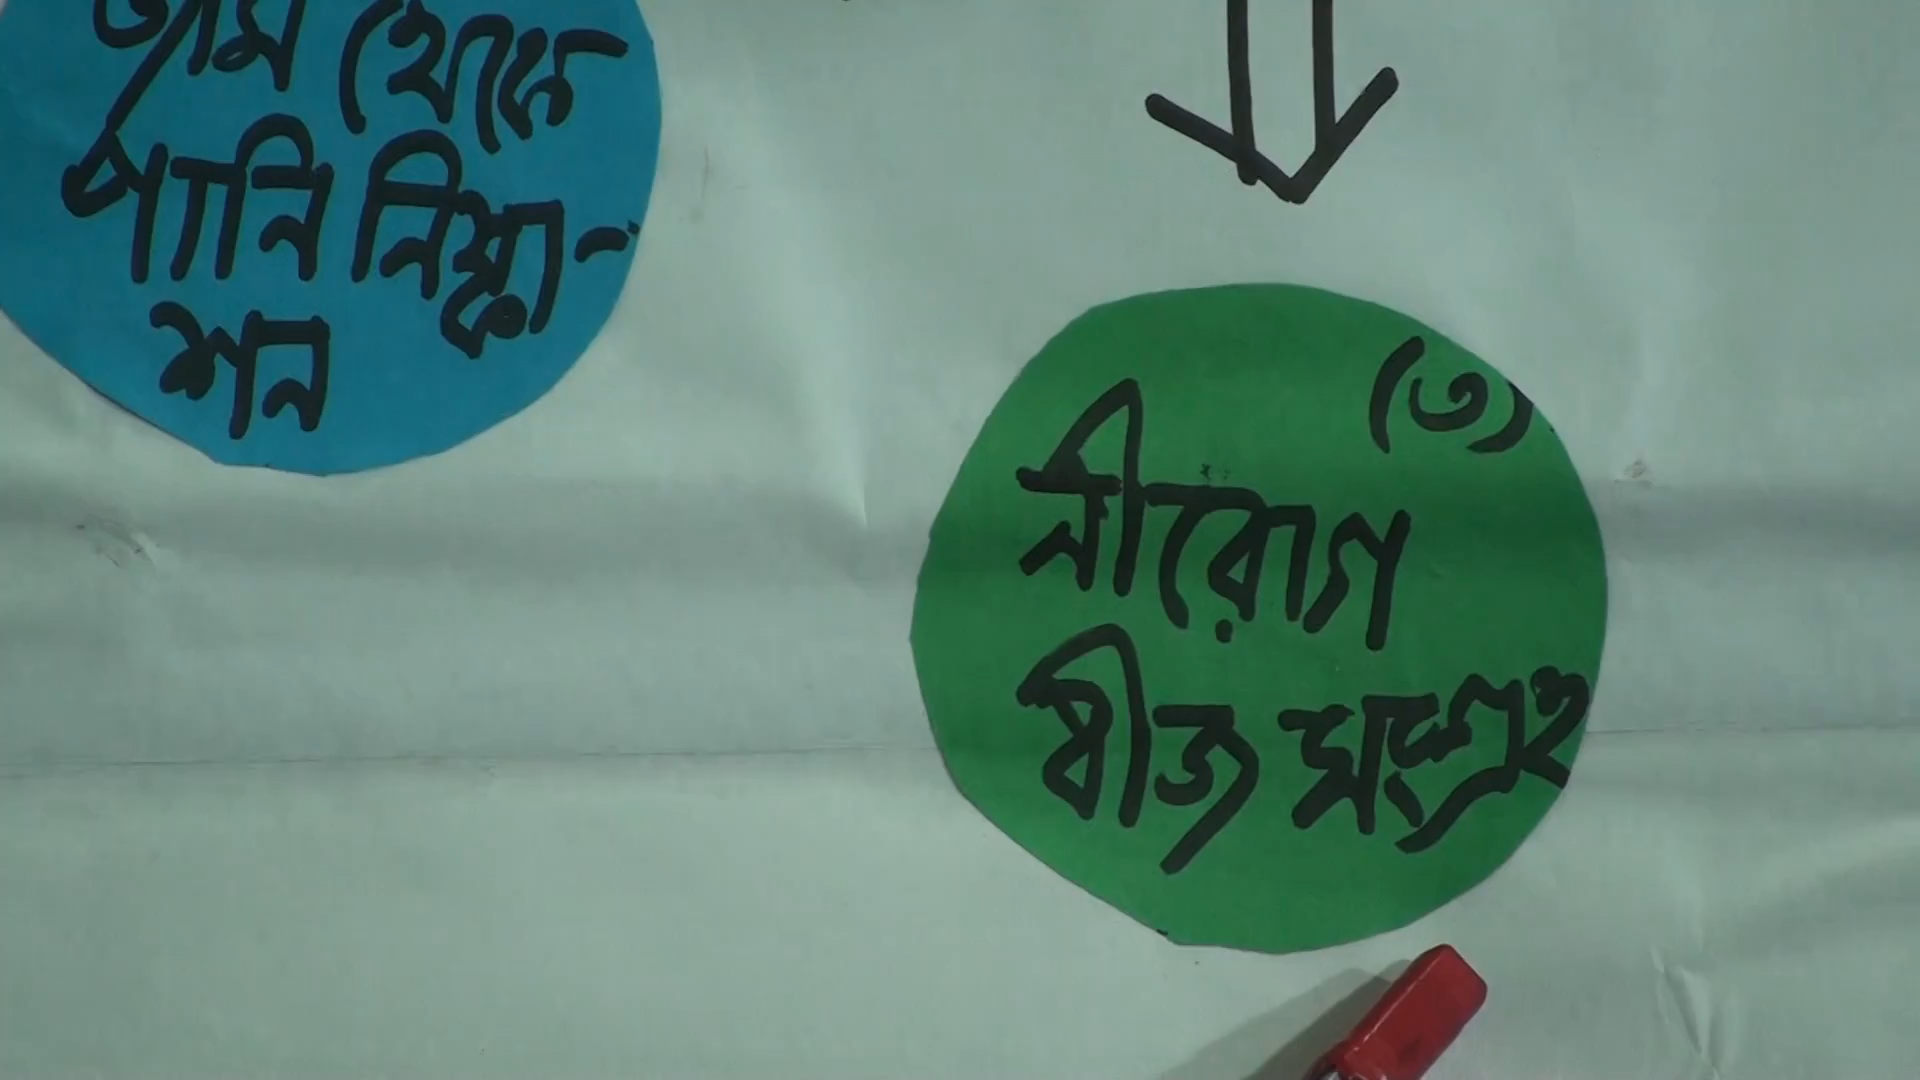 জমি থেকে
পানি নিষ্কা-
শন
(৩)
নীরোগ
বীজ সংগ্রহ